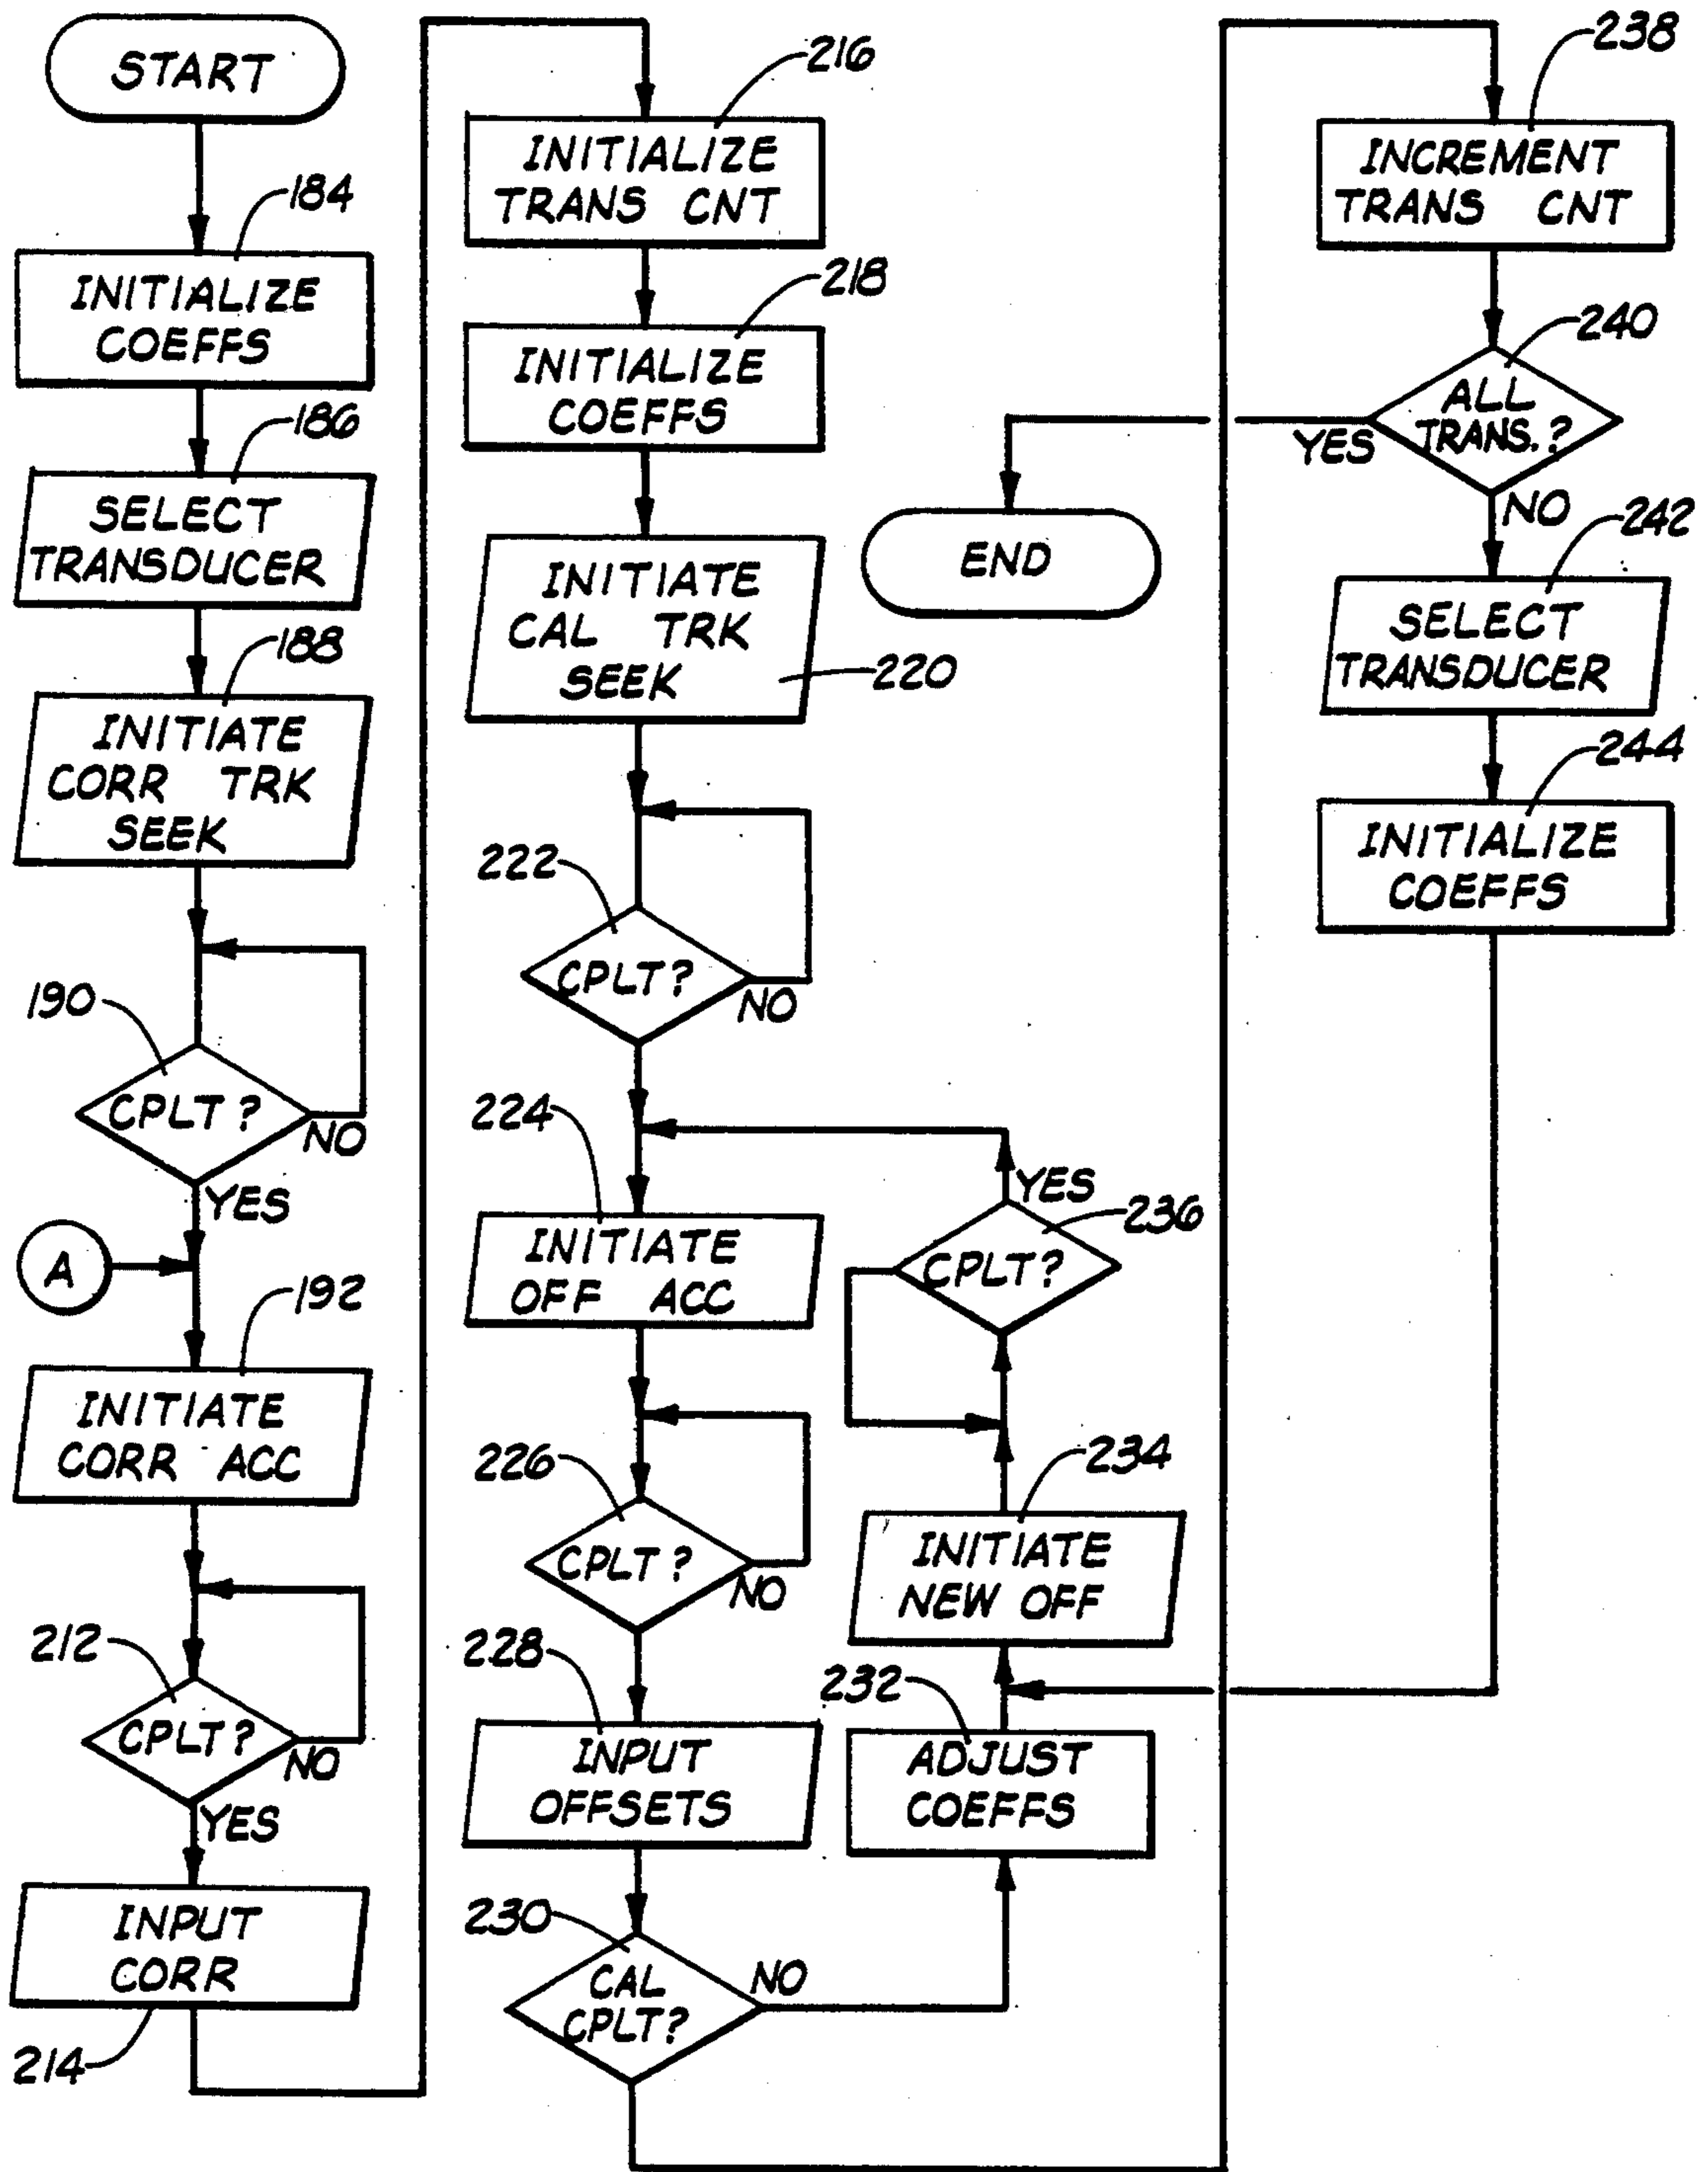 START
184
INITIALIZE
COEFFS
186
SELECT
TRANSDUCER
188
INITIATE
CORR TRK
SEEK
190
CPLT?
NO
YES
A
192
INITIATE
CORR ACC
212
CPLT?
NO
YES
INPUT
CORR
214
216
INITIALIZE
TRANS CNT
218
INITIALIZE
COEFFS
INITIATE
CAL TRK
SEEK
220
222
CPLT?
NO
224
INITIATE
OFF ACC
226
CPLT?
NO
228
INPUT
OFFSETS
230
CAL
CPLT?
NO
232
ADJUST
COEFFS
234
INITIATE
NEW OFF
236
CPLT?
YES
238
INCREMENT
TRANS CNT
240
ALL
TRANS.?
YES
NO
END
242
SELECT
TRANSDUCER
244
INITIALIZE
COEFFS